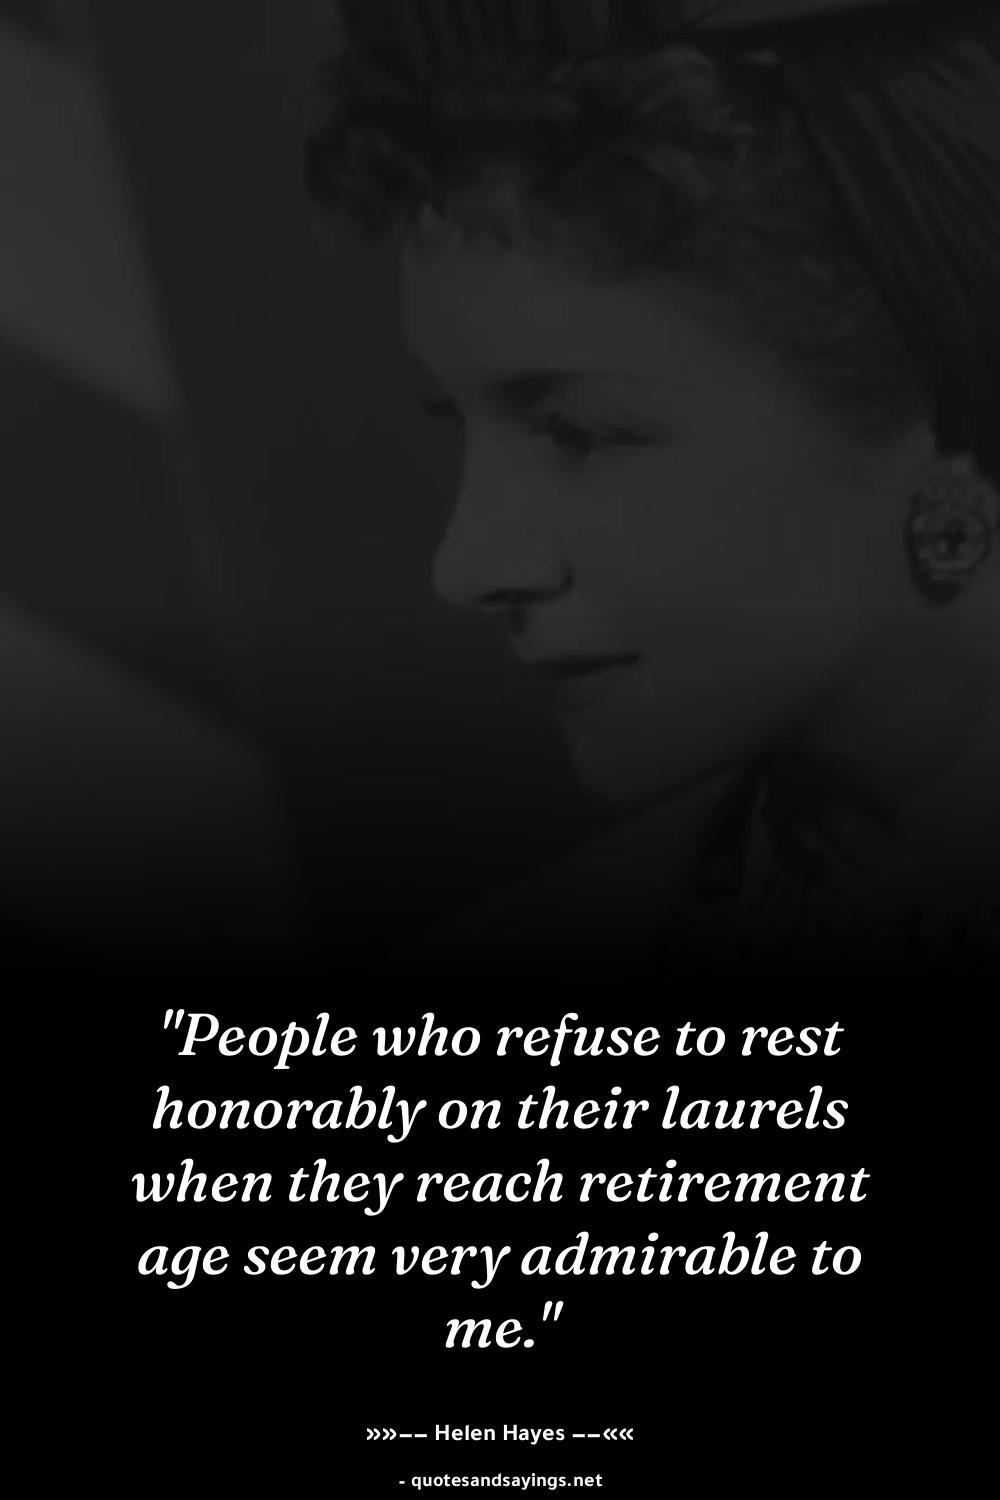 "People who refuse to rest
honorably on their laurels
when they reach retirement
age seem very admirable to
me."
»»–– Helen Hayes ––««
- quotesandsayings.net